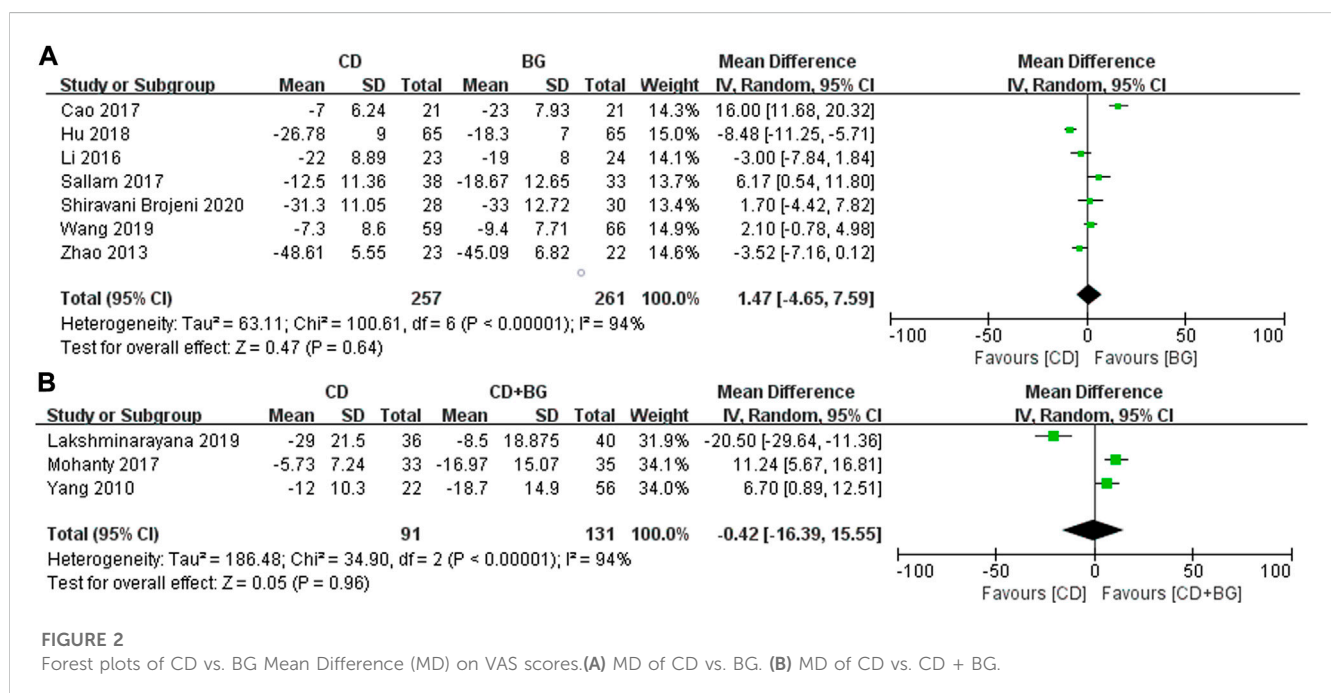 A
CD BG Mean Difference Mean Difference
Study or Subgroup Mean SD Total Mean SD Total Weight IV, Random, 95% CI IV, Random, 95% CI
Cao 2017 -7 6.24 21 -23 7.93 21 14.3% 16.00 [11.68, 20.32]
Hu 2018 -26.78 9 65 -18.3 7 65 15.0% -8.48 [-11.25, -5.71]
Li 2016 -22 8.89 23 -19 8 24 14.1% -3.00 [-7.84, 1.84]
Sallam 2017 -12.5 11.36 38 -18.67 12.65 33 13.7% 6.17 [0.54, 11.80]
Shiravani Brojeni 2020 -31.3 11.05 28 -33 12.72 30 13.4% 1.70 [-4.42, 7.82]
Wang 2019 -7.3 8.6 59 -9.4 7.71 66 14.9% 2.10 [-0.78, 4.98]
Zhao 2013 -48.61 5.55 23 -45.09 6.82 22 14.6% -3.52 [-7.16, 0.12]
Total (95% CI) 257 261 100.0% 1.47 [-4.65, 7.59]
Heterogeneity: Tau² = 63.11; Chi² = 100.61, df = 6 (P < 0.00001); I² = 94%
Test for overall effect: Z = 0.47 (P = 0.64)
-100 -50 0 50 100
Favours [CD] Favours [BG]
B
CD CD+BG Mean Difference Mean Difference
Study or Subgroup Mean SD Total Mean SD Total Weight IV, Random, 95% CI IV, Random, 95% CI
Lakshminarayana 2019 -29 21.5 36 -8.5 18.875 40 31.9% -20.50 [-29.64, -11.36]
Mohanty 2017 -5.73 7.24 33 -16.97 15.07 35 34.1% 11.24 [5.67, 16.81]
Yang 2010 -12 10.3 22 -18.7 14.9 56 34.0% 6.70 [0.89, 12.51]
Total (95% CI) 91 131 100.0% -0.42 [-16.39, 15.55]
Heterogeneity: Tau² = 186.48; Chi² = 34.90, df = 2 (P < 0.00001); I² = 94%
Test for overall effect: Z = 0.05 (P = 0.96)
-100 -50 0 50 100
Favours [CD] Favours [CD+BG]
FIGURE 2
Forest plots of CD vs. BG Mean Difference (MD) on VAS scores.(A) MD of CD vs. BG. (B) MD of CD vs. CD + BG.